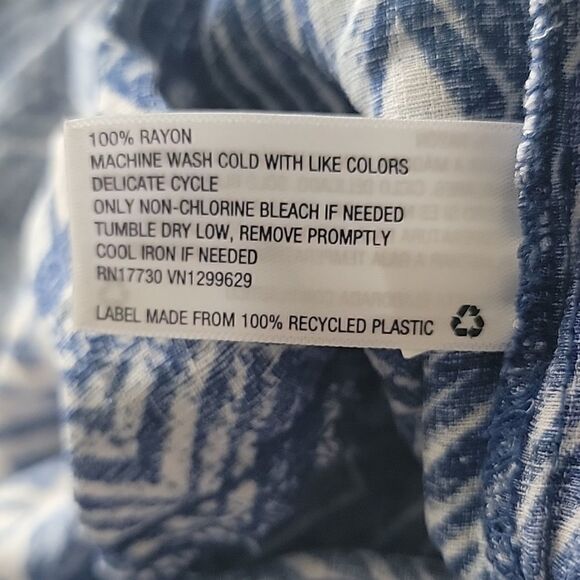 100% RAYON
MACHINE WASH COLD WITH LIKE COLORS
DELICATE CYCLE
ONLY NON-CHLORINE BLEACH IF NEEDED
TUMBLE DRY LOW, REMOVE PROMPTLY
COOL IRON IF NEEDED
RN17730 VN1299629
LABEL MADE FROM 100% RECYCLED PLASTIC